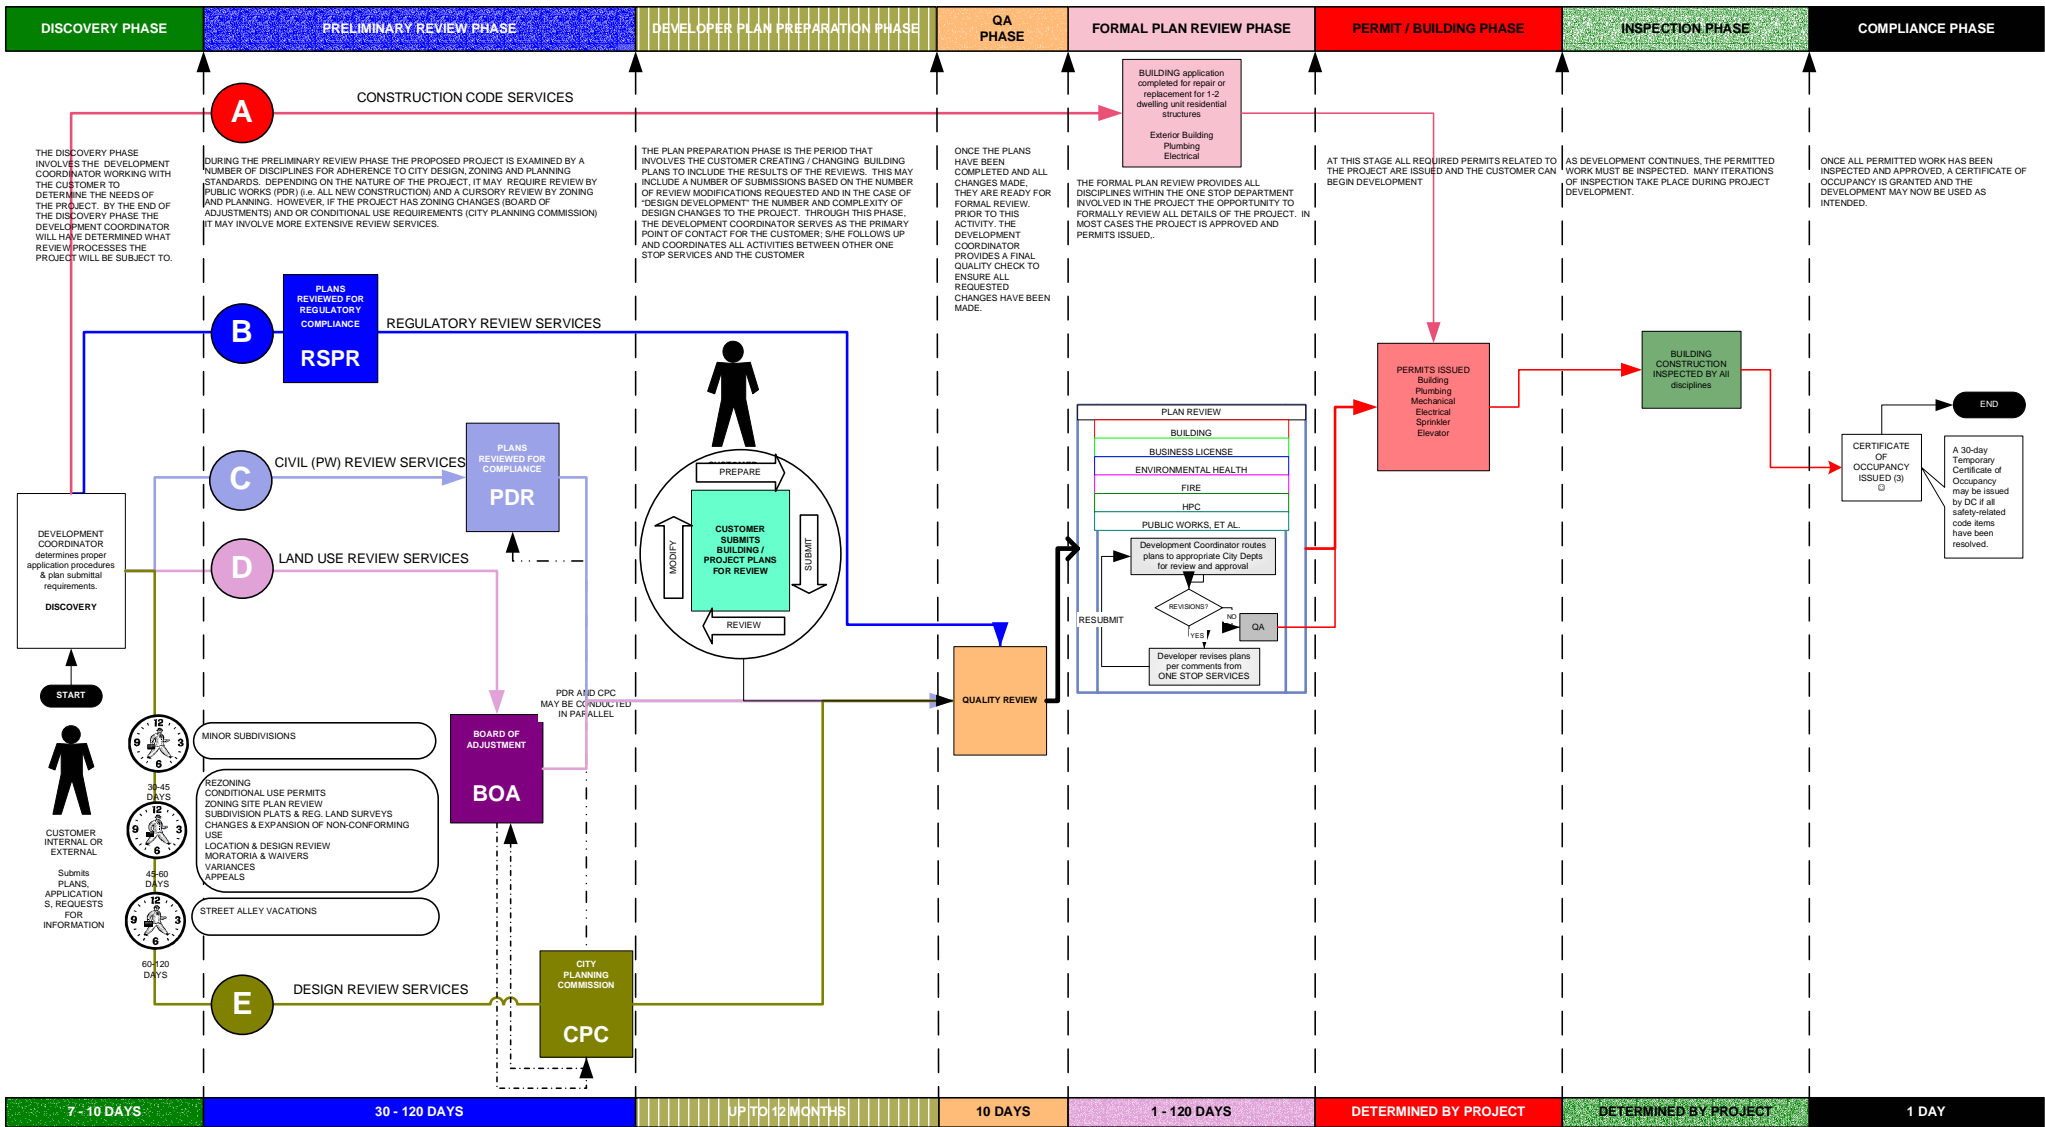 DISCOVERY PHASE
PRELIMINARY REVIEW PHASE
DEVELOPER PLAN PREPARATION PHASE
QA
PHASE
FORMAL PLAN REVIEW PHASE
PERMIT / BUILDING PHASE
INSPECTION PHASE
COMPLIANCE PHASE
A
CONSTRUCTION CODE SERVICES
BUILDING application
completed for repair or
replacement for 1-2
dwelling unit residential
structures
Exterior Building
Plumbing
Electrical
THE DISCOVERY PHASE
INVOLVES THE DEVELOPMENT
COORDINATOR WORKING WITH
THE CUSTOMER TO
DETERMINE THE NEEDS OF
THE PROJECT. BY THE END OF
THE DISCOVERY PHASE THE
DEVELOPMENT COORDINATOR
WILL HAVE DETERMINED WHAT
REVIEW PROCESSES THE
PROJECT WILL BE SUBJECT TO.
DURING THE PRELIMINARY REVIEW PHASE THE PROPOSED PROJECT IS EXAMINED BY A
NUMBER OF DISCIPLINES FOR ADHERENCE TO CITY DESIGN, ZONING AND PLANNING
STANDARDS. DEPENDING ON THE NATURE OF THE PROJECT, IT MAY REQUIRE REVIEW BY
PUBLIC WORKS (PDR) (i.e. ALL NEW CONSTRUCTION) AND A CURSORY REVIEW BY ZONING
AND PLANNING. HOWEVER, IF THE PROJECT HAS ZONING CHANGES (BOARD OF
ADJUSTMENTS) AND OR CONDITIONAL USE REQUIREMENTS (CITY PLANNING COMMISSION)
IT MAY INVOLVE MORE EXTENSIVE REVIEW SERVICES.
THE PLAN PREPARATION PHASE IS THE PERIOD THAT
INVOLVES THE CUSTOMER CREATING / CHANGING BUILDING
PLANS TO INCLUDE THE RESULTS OF THE REVIEWS. THIS MAY
INCLUDE A NUMBER OF SUBMISSIONS BASED ON THE NUMBER
OF REVIEW MODIFICATIONS REQUESTED AND IN THE CASE OF
"DESIGN DEVELOPMENT" THE NUMBER AND COMPLEXITY OF
DESIGN CHANGES TO THE PROJECT. THROUGH THIS PHASE,
THE DEVELOPMENT COORDINATOR SERVES AS THE PRIMARY
POINT OF CONTACT FOR THE CUSTOMER; S/HE FOLLOWS UP
AND COORDINATES ALL ACTIVITIES BETWEEN OTHER ONE
STOP SERVICES AND THE CUSTOMER
ONCE THE PLANS
HAVE BEEN
COMPLETED AND ALL
CHANGES MADE,
THEY ARE READY FOR
FORMAL REVIEW.
PRIOR TO THIS
ACTIVITY. THE
DEVELOPMENT
COORDINATOR
PROVIDES A FINAL
QUALITY CHECK TO
ENSURE ALL
REQUESTED
CHANGES HAVE BEEN
MADE.
THE FORMAL PLAN REVIEW PROVIDES ALL
DISCIPLINES WITHIN THE ONE STOP DEPARTMENT
INVOLVED IN THE PROJECT THE OPPORTUNITY TO
FORMALLY REVIEW ALL DETAILS OF THE PROJECT. IN
MOST CASES THE PROJECT IS APPROVED AND
PERMITS ISSUED,.
AT THIS STAGE ALL REQUIRED PERMITS RELATED TO
THE PROJECT ARE ISSUED AND THE CUSTOMER CAN
BEGIN DEVELOPMENT
AS DEVELOPMENT CONTINUES, THE PERMITTED
WORK MUST BE INSPECTED. MANY ITERATIONS
OF INSPECTION TAKE PLACE DURING PROJECT
DEVELOPMENT.
ONCE ALL PERMITTED WORK HAS BEEN
INSPECTED AND APPROVED, A CERTIFICATE OF
OCCUPANCY IS GRANTED AND THE
DEVELOPMENT MAY NOW BE USED AS
INTENDED.
B
PLANS
REVIEWED FOR
REGULATORY
COMPLIANCE
RSPR
REGULATORY REVIEW SERVICES
C
CIVIL (PW) REVIEW SERVICES
PLANS
REVIEWED FOR
COMPLIANCE
PDR
D
LAND USE REVIEW SERVICES
DEVELOPMENT
COORDINATOR
determines proper
application procedures
& plan submittal
requirements.
DISCOVERY
START
CUSTOMER
INTERNAL OR
EXTERNAL
Submits
PLANS,
APPLICATION
S, REQUESTS
FOR
INFORMATION
12
9 3
6
30-45
DAYS
MINOR SUBDIVISIONS
12
9 3
6
45-60
DAYS
REZONING
CONDITIONAL USE PERMITS
ZONING SITE PLAN REVIEW
SUBDIVISION PLATS & REG. LAND SURVEYS
CHANGES & EXPANSION OF NON-CONFORMING
USE
LOCATION & DESIGN REVIEW
MORATORIA & WAIVERS
VARIANCES
APPEALS
12
9 3
6
60-120
DAYS
STREET ALLEY VACATIONS
E
DESIGN REVIEW SERVICES
BOARD OF
ADJUSTMENT
BOA
PDR AND CPC
MAY BE CONDUCTED
IN PARALLEL
CITY
PLANNING
COMMISSION
CPC
PREPARE
MODIFY
CUSTOMER
SUBMITS
BUILDING /
PROJECT PLANS
FOR REVIEW
SUBMIT
REVIEW
QUALITY REVIEW
PLAN REVIEW
BUILDING
BUSINESS LICENSE
ENVIRONMENTAL HEALTH
FIRE
HPC
PUBLIC WORKS, ET AL.
Development Coordinator routes
plans to appropriate City Depts
for review and approval
REVISIONS?
NO
QA
YES
RESUBMIT
Developer revises plans
per comments from
ONE STOP SERVICES
PERMITS ISSUED
Building
Plumbing
Mechanical
Electrical
Sprinkler
Elevator
BUILDING
CONSTRUCTION
INSPECTED BY All
disciplines
END
CERTIFICATE
OF
OCCUPANCY
ISSUED (3)
☺
A 30-day
Temporary
Certificate of
Occupancy
may be issued
by DC if all
safety-related
code items
have been
resolved.
7 - 10 DAYS
30 - 120 DAYS
UP TO 12 MONTHS
10 DAYS
1 - 120 DAYS
DETERMINED BY PROJECT
DETERMINED BY PROJECT
1 DAY